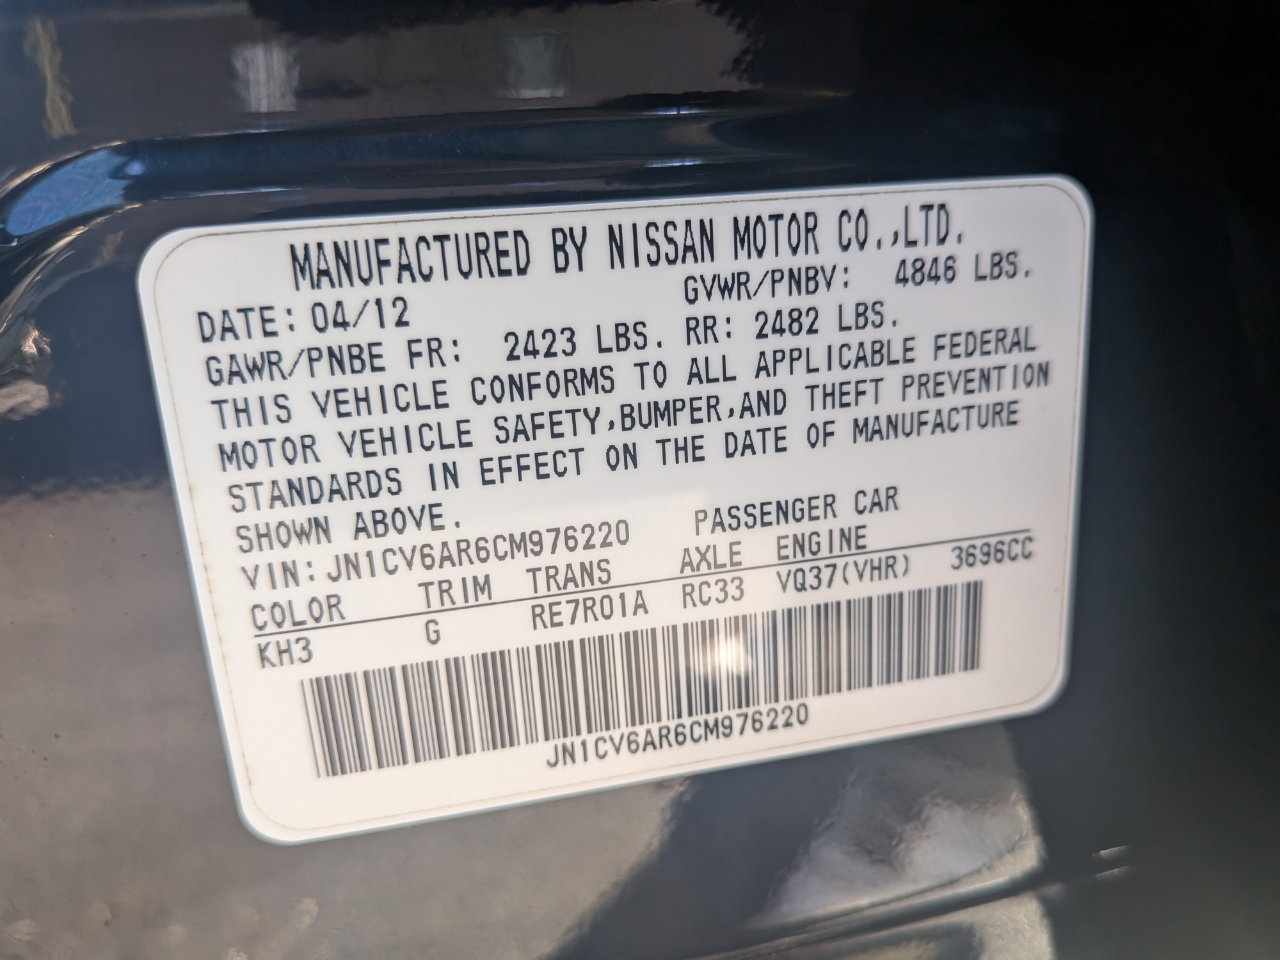 MANUFACTURED BY NISSAN MOTOR CO.,LTD.
DATE: 04/12 GVWR/PNBV: 4846 LBS.
GAWR/PNBE FR: 2423 LBS. RR: 2482 LBS.
THIS VEHICLE CONFORMS TO ALL APPLICABLE FEDERAL
MOTOR VEHICLE SAFETY,BUMPER,AND THEFT PREVENTION
STANDARDS IN EFFECT ON THE DATE OF MANUFACTURE
SHOWN ABOVE.
VIN: JN1CV6AR6CM976220 PASSENGER CAR
COLOR TRIM TRANS AXLE ENGINE
KH3 G RE7R01A RC33 VQ37(VHR) 3696CC
JN1CV6AR6CM976220